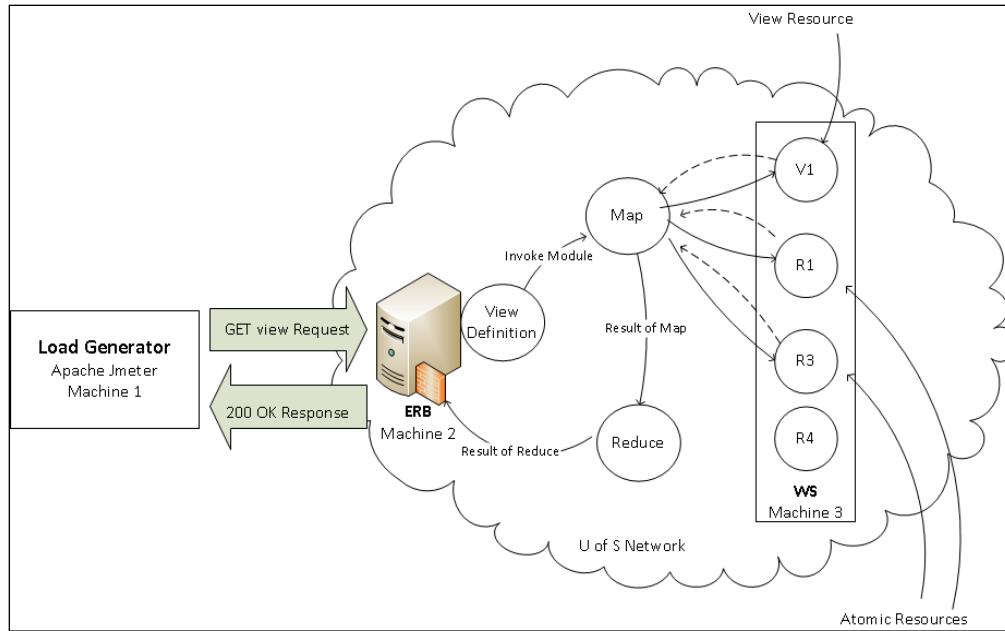 View Resource
V1
Map
Invoke Module
R1
View
Definition
GET view Request
Result of Map
Load Generator
Apache Jmeter
Machine 1
R3
200 OK Response
ERB
Machine 2
Result of Reduce
Reduce
R4
WS
Machine 3
U of S Network
Atomic Resources